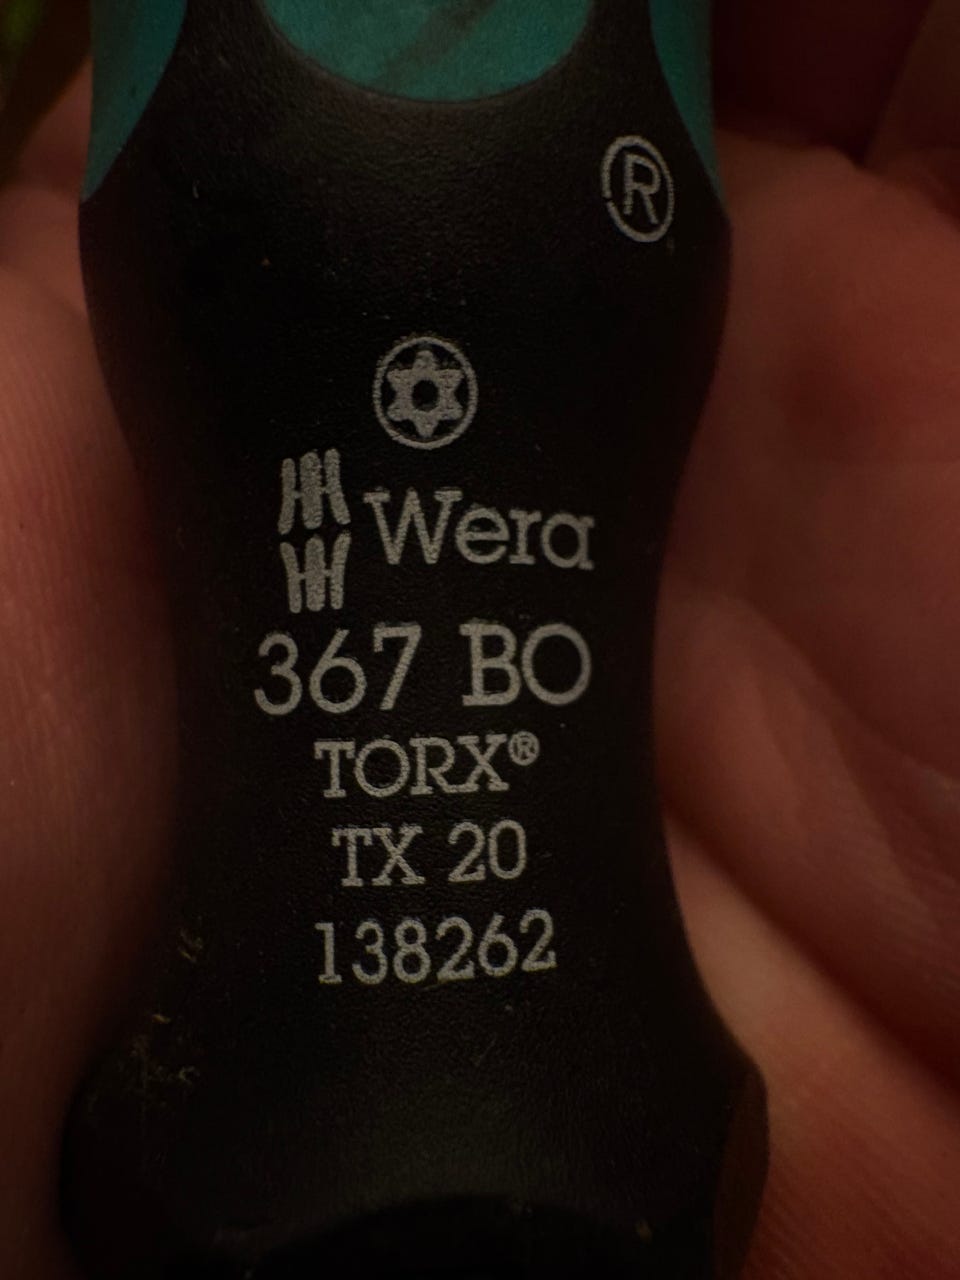 ®
Wera
367 BO
TORX®
TX 20
138262